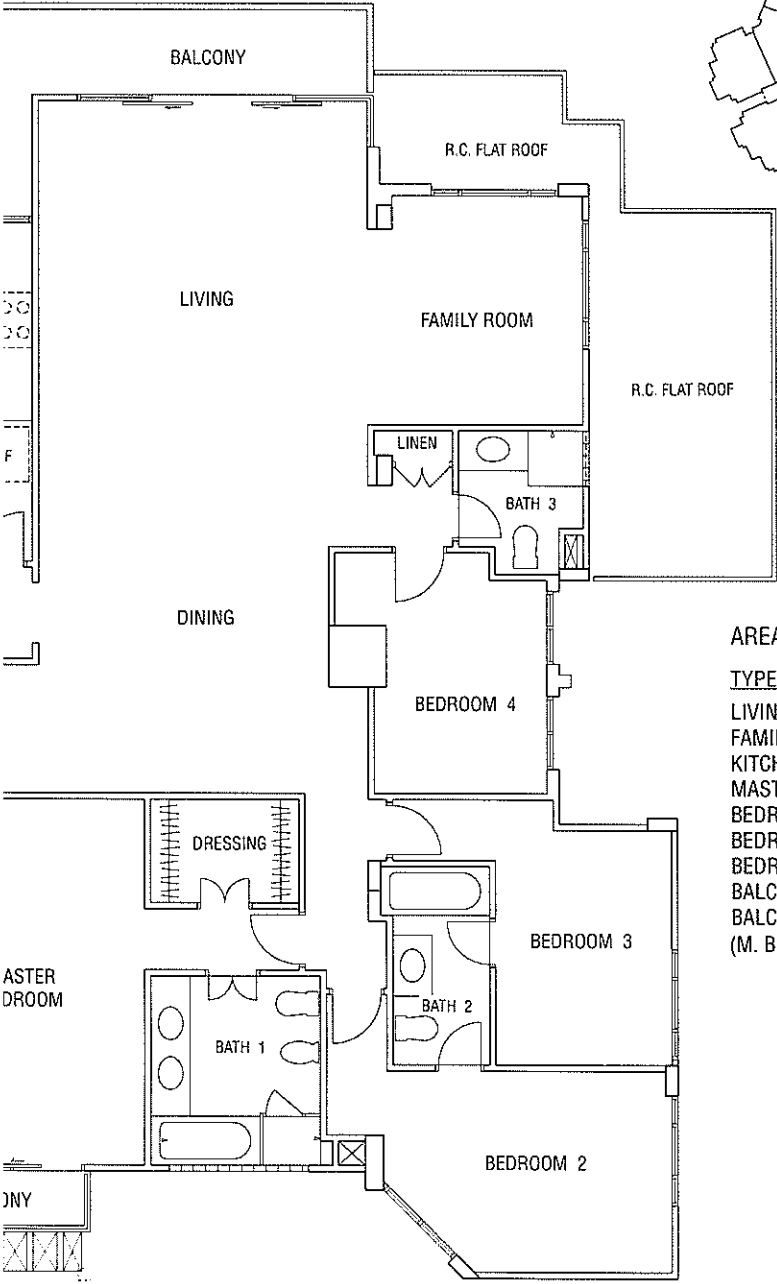 BALCONY
R.C. FLAT ROOF
LIVING
FAMILY ROOM
R.C. FLAT ROOF
LINEN
F
BATH 3
DINING
BEDROOM 4
AREA
TYPE
LIVIN
FAMI
KITCH
MAST
BEDR
BEDR
BEDR
BALC
BALC
(M. B
DRESSING
BEDROOM 3
ASTER
DROOM
BATH 2
BATH 1
BEDROOM 2
ONY